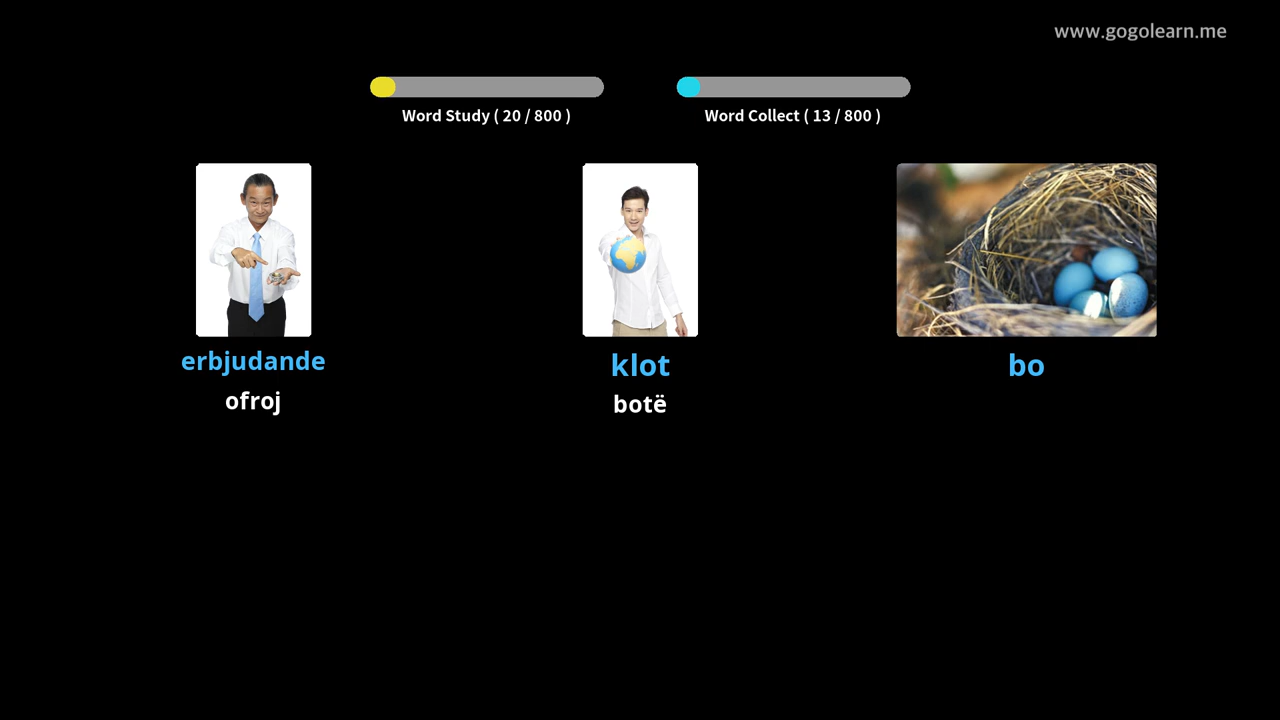 www.gogolearn.me
Word Study ( 20 / 800 )
Word Collect ( 13 / 800 )
erbjudande
ofroj
klot
botë
bo